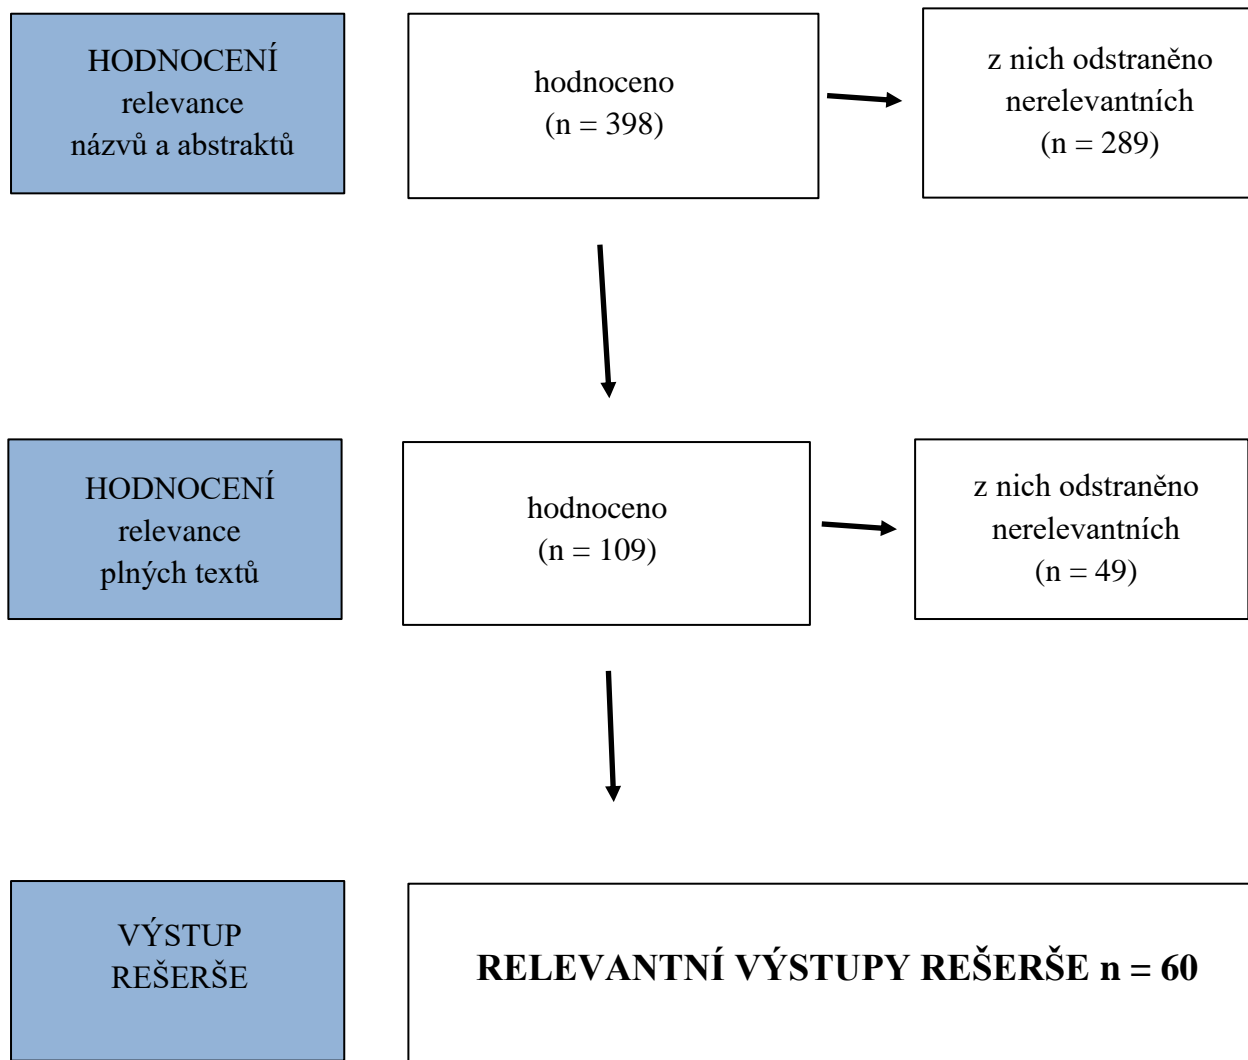 HODNOCENÍ
relevance
názvů a abstraktů
hodnoceno
(n = 398)
z nich odstraněno
nerelevantních
(n = 289)
HODNOCENÍ
relevance
plných textů
hodnoceno
(n = 109)
z nich odstraněno
nerelevantních
(n = 49)
VÝSTUP
REŠERŠE
RELEVANTNÍ VÝSTUPY REŠERŠE n = 60